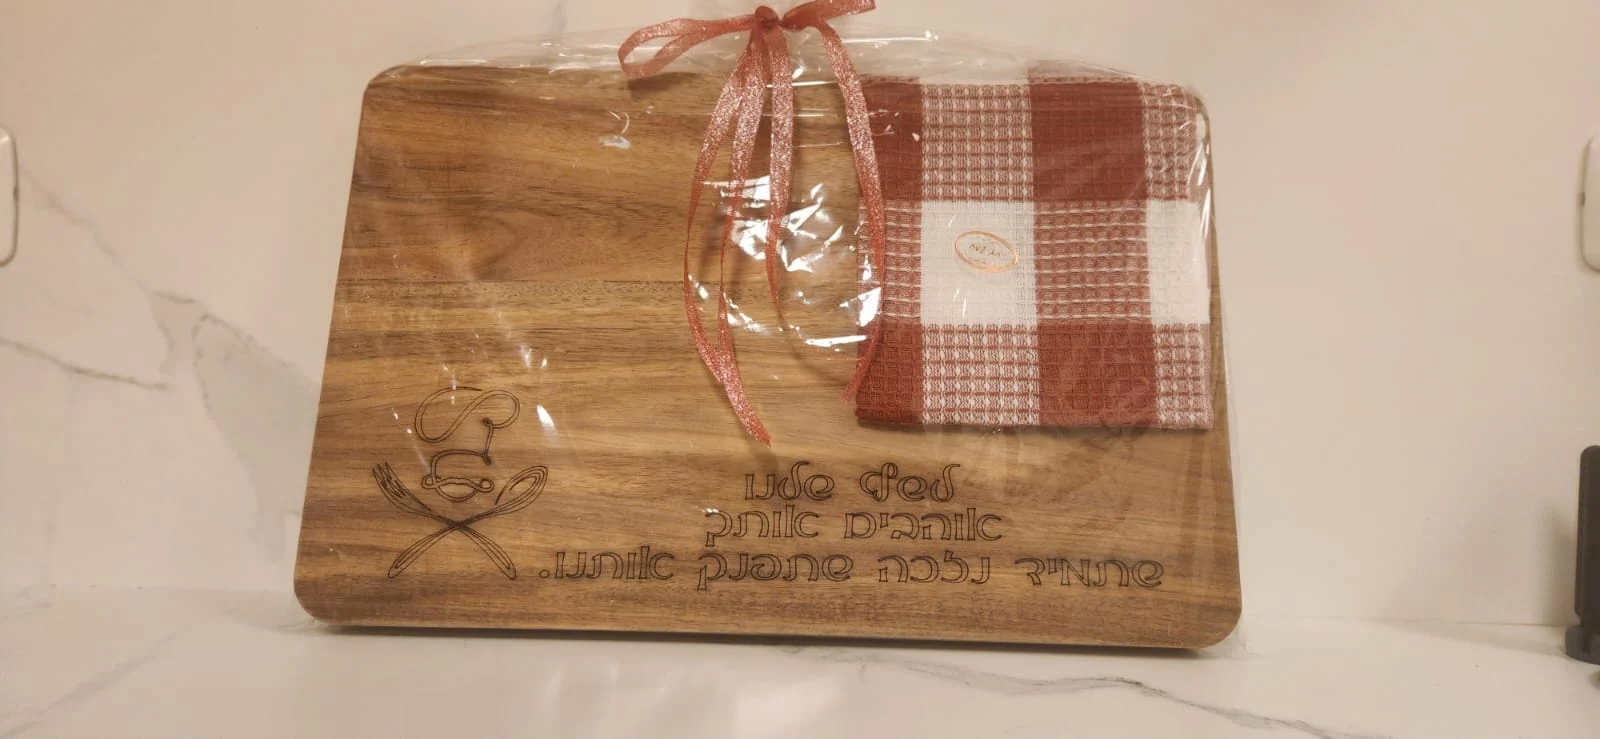 לשף שלנו
אוהבים אותך
שתמיד נזכה שתפנק אותנו.